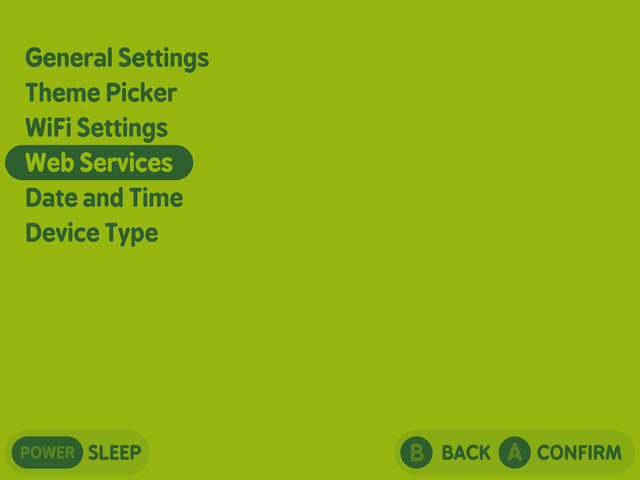 General Settings
Theme Picker
WiFi Settings
Web Services
Date and Time
Device Type
POWER SLEEP
B BACK A CONFIRM